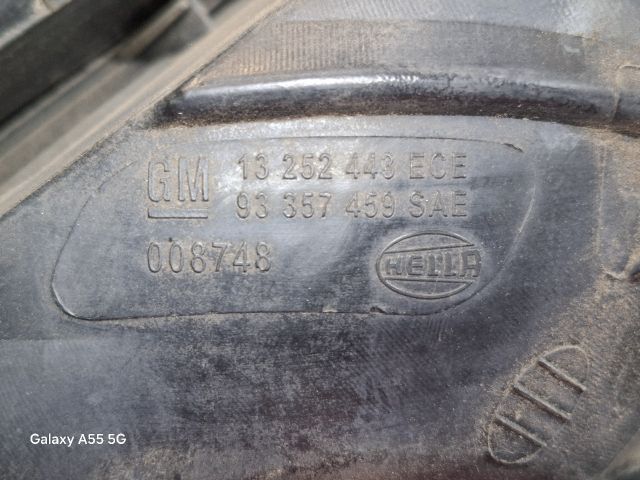 GM 13 252 443 ECE
93 357 459 SAE
008748 HELLA
Galaxy A55 5G